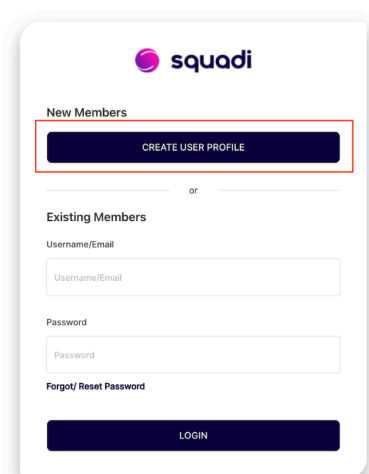 squadi
New Members
CREATE USER PROFILE
or
Existing Members
Username/Email
Username/Email
Password
Password
Forgot/ Reset Password
LOGIN